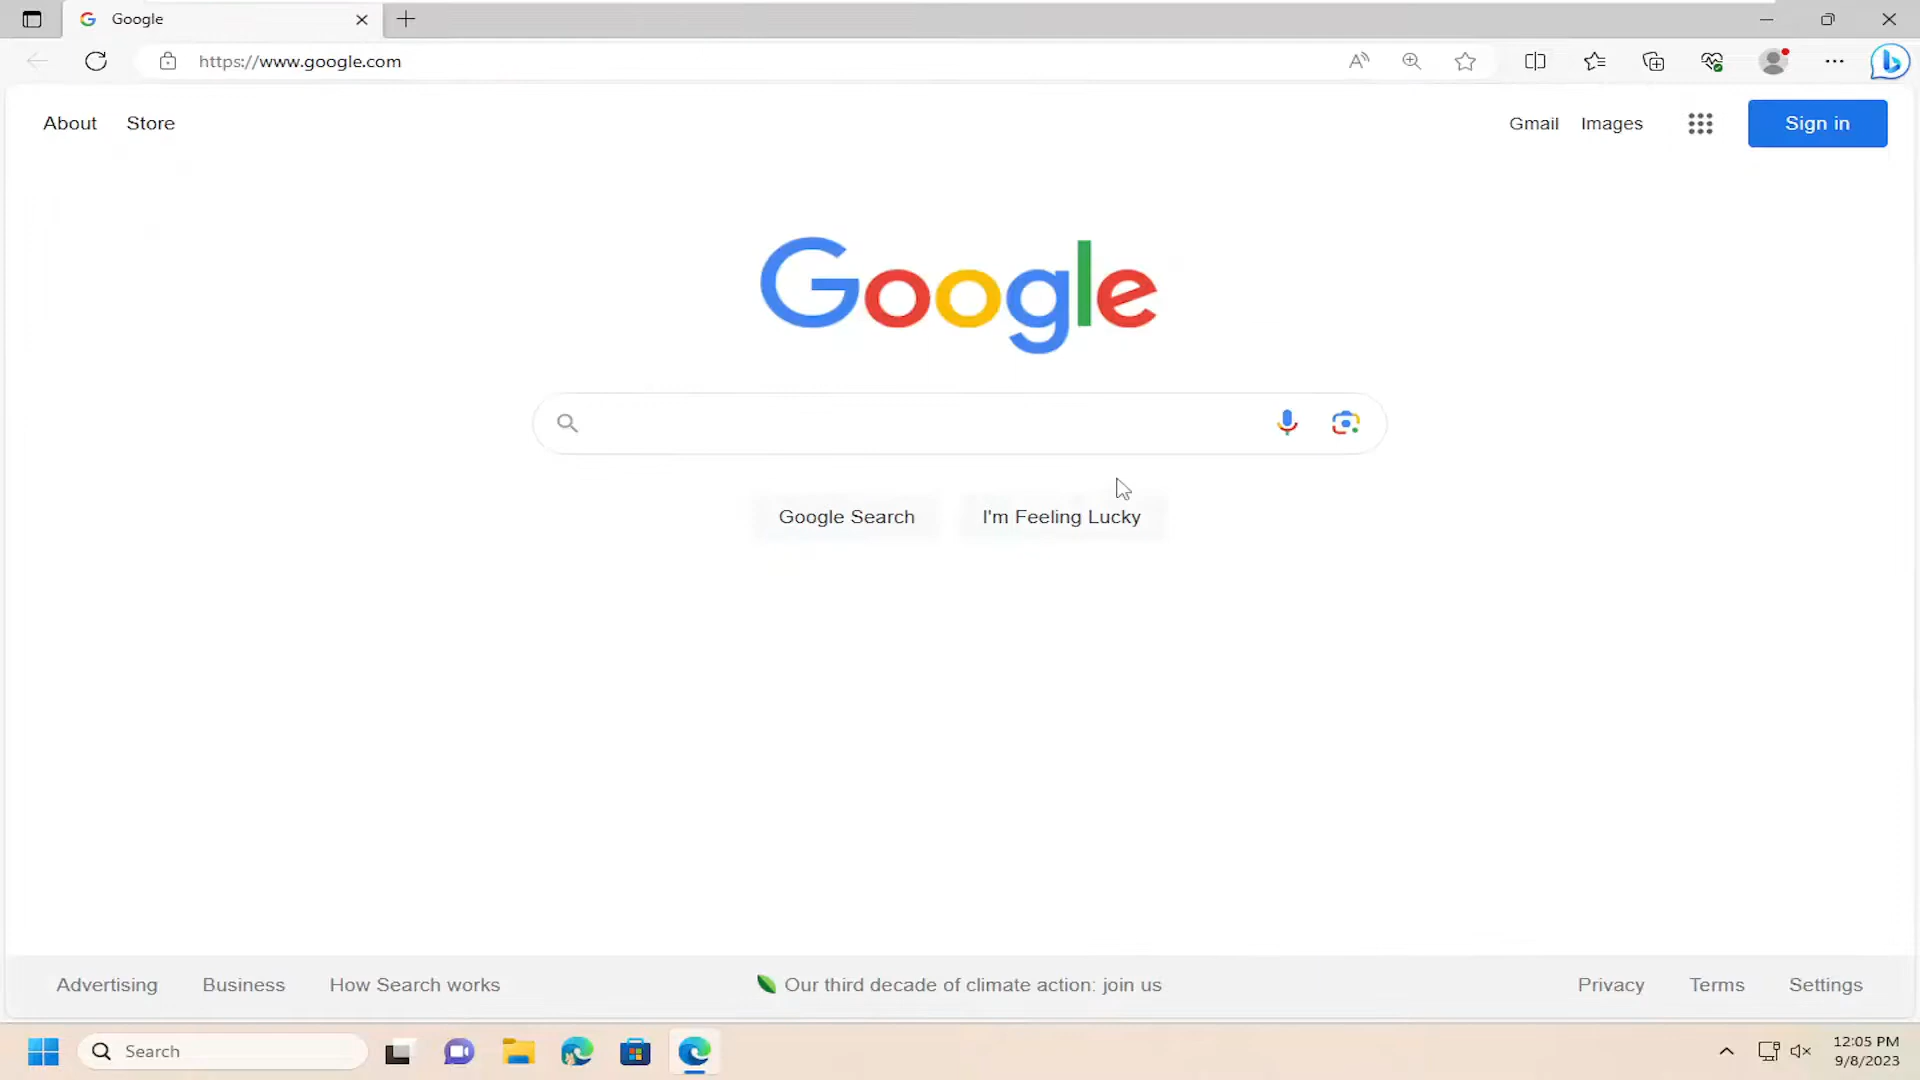 Google
https://www.google.com
About Store
Gmail Images Sign in
Google
Google Search I'm Feeling Lucky
Advertising Business How Search works
Our third decade of climate action: join us
Privacy Terms Settings
Search
12:05 PM
9/8/2023